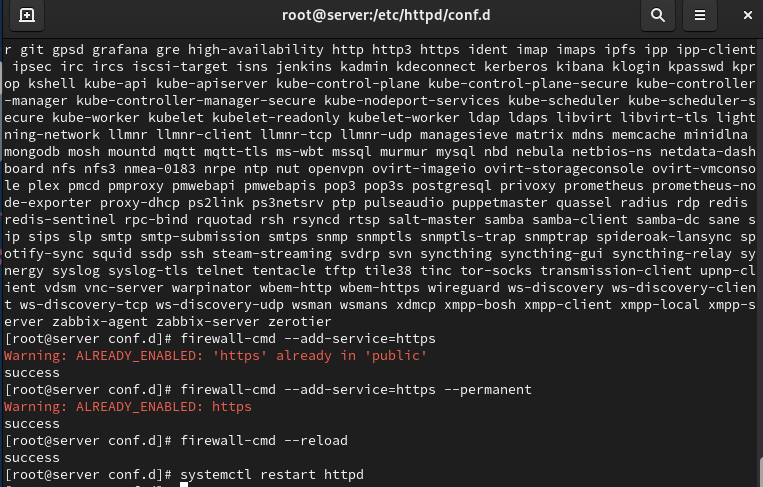 root@server:/etc/httpd/conf.d
r git gpsd grafana gre high-availability http http3 https ident imap imaps ipfs ipp ipp-client
 ipsec irc ircs iscsi-target isns jenkins kadmin kdeconnect kerberos kibana klogin kpasswd kpr
op kshell kube-api kube-apiserver kube-control-plane kube-control-plane-secure kube-controller
-manager kube-controller-manager-secure kube-nodeport-services kube-scheduler kube-scheduler-s
ecure kube-worker kubelet kubelet-readonly kubelet-worker ldap ldaps libvirt libvirt-tls light
ning-network llmnr llmnr-client llmnr-tcp llmnr-udp managesieve matrix mdns memcache minidlna
mongodb mosh mountd mqtt mqtt-tls ms-wbt mssql murmur mysql nbd nebula netbios-ns netdata-dash
board nfs nfs3 nmea-0183 nrpe ntp nut openvpn ovirt-imageio ovirt-storageconsole ovirt-vmconso
le plex pmcd pmproxy pmwebapi pmwebapis pop3 pop3s postgresql privoxy prometheus prometheus-no
de-exporter proxy-dhcp ps2link ps3netsrv ptp pulseaudio puppetmaster quassel radius rdp redis
redis-sentinel rpc-bind rquotad rsh rsyncd rtsp salt-master samba samba-client samba-dc sane s
ip sips slp smtp smtp-submission smtps snmp snmptls snmptls-trap snmptrap spideroak-lansync sp
otify-sync squid ssdp ssh steam-streaming svdrp svn syncthing syncthing-gui syncthing-relay sy
nergy syslog syslog-tls telnet tentacle tftp tile38 tinc tor-socks transmission-client upnp-cl
ient vdsm vnc-server warpinator wbem-http wbem-https wireguard ws-discovery ws-discovery-clien
t ws-discovery-tcp ws-discovery-udp wsman wsmans xdmcp xmpp-bosh xmpp-client xmpp-local xmpp-s
erver zabbix-agent zabbix-server zerotier
[root@server conf.d]# firewall-cmd --add-service=https
Warning: ALREADY_ENABLED: 'https' already in 'public'
success
[root@server conf.d]# firewall-cmd --add-service=https --permanent
Warning: ALREADY_ENABLED: https
success
[root@server conf.d]# firewall-cmd --reload
success
[root@server conf.d]# systemctl restart httpd
[root@server conf.d]#